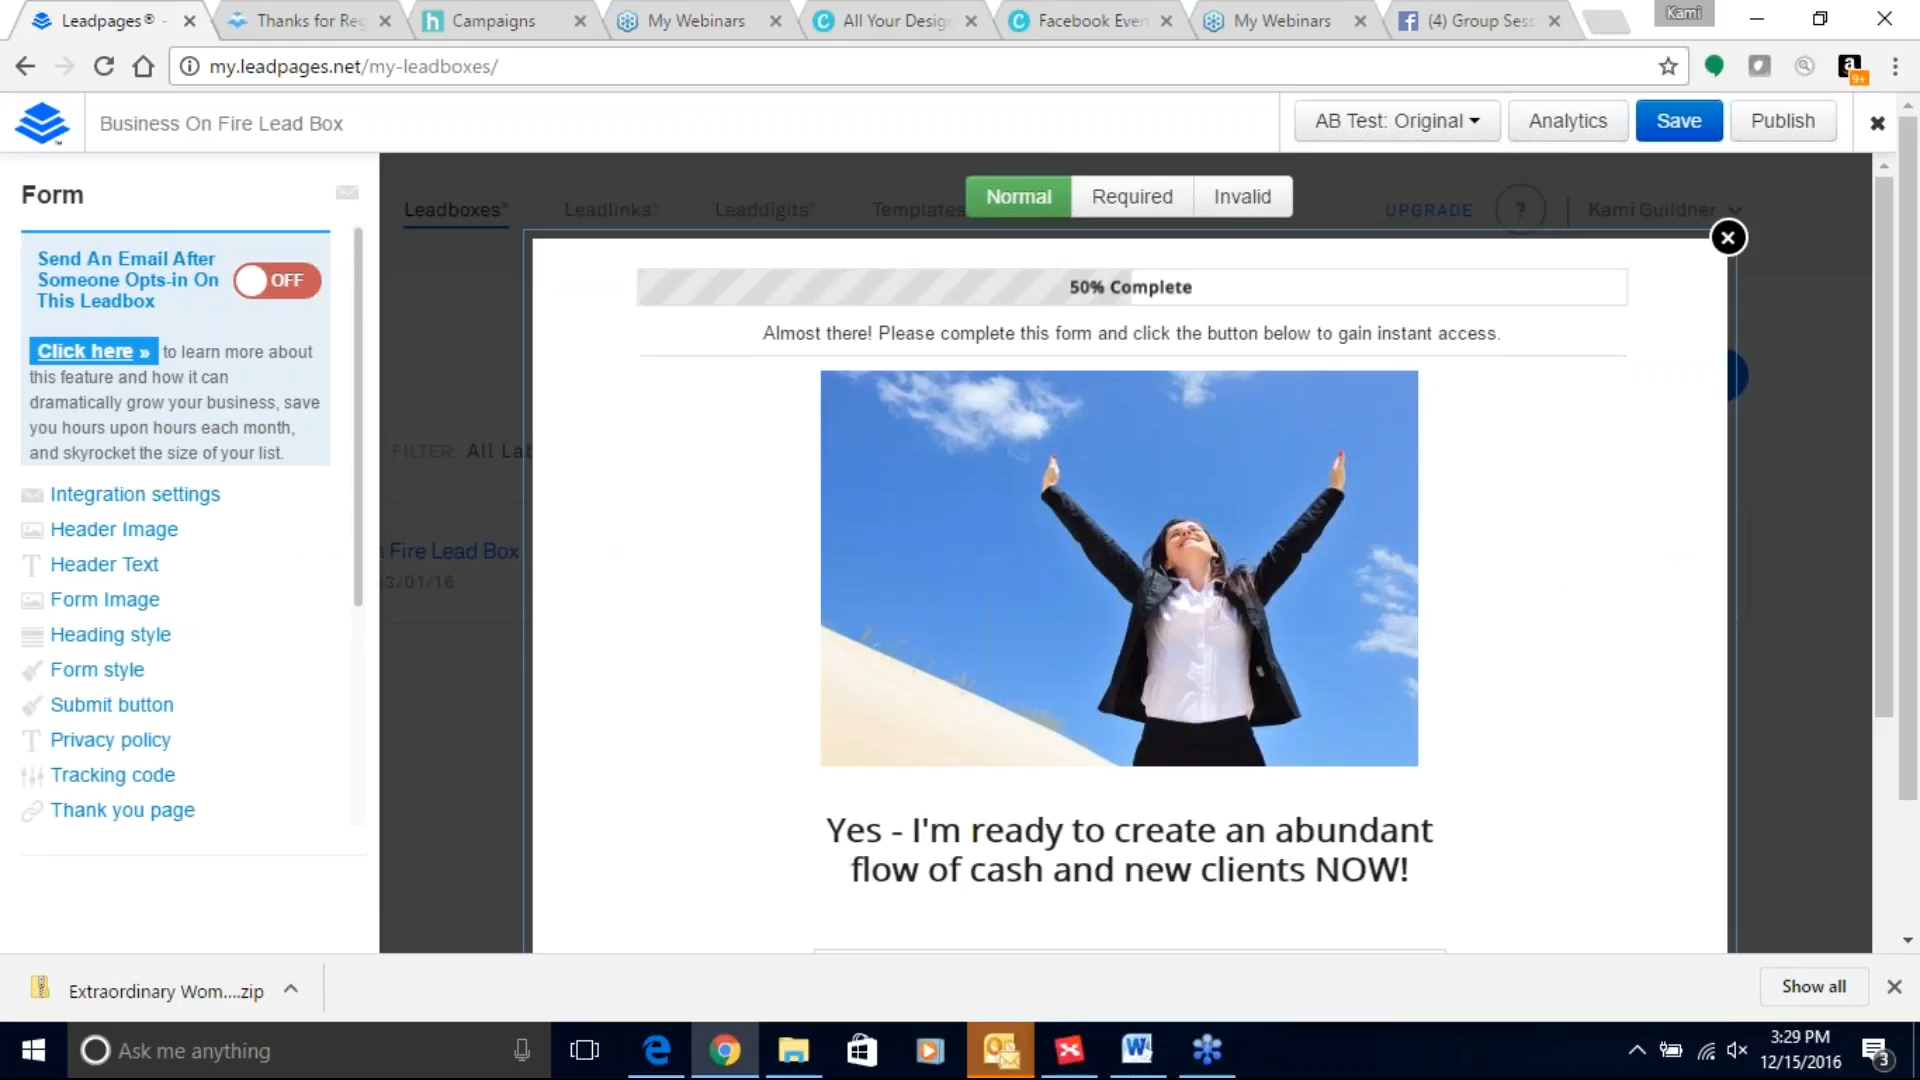 Leadpages® -
Thanks for Reg
Campaigns
My Webinars
All Your Design
Facebook Even
My Webinars
(4) Group Sess
Kami
my.leadpages.net/my-leadboxes/
9+
Business On Fire Lead Box
AB Test: Original
Analytics
Save
Publish
Form
Send An Email After
Someone Opts-in On
This Leadbox
OFF
Click here » to learn more about
this feature and how it can
dramatically grow your business, save
you hours upon hours each month,
and skyrocket the size of your list.
Integration settings
Header Image
Header Text
Form Image
Heading style
Form style
Submit button
Privacy policy
Tracking code
Thank you page
Leadboxes®
Leadlinks®
Leaddigits®
Templates
Normal
Required
Invalid
UPGRADE
?
Kami Guildner
FILTER: All Lab
Fire Lead Box
3/01/16
50% Complete
Almost there! Please complete this form and click the button below to gain instant access.
Yes - I'm ready to create an abundant
flow of cash and new clients NOW!
Extraordinary Wom....zip
Show all
Ask me anything
3:29 PM
12/15/2016
3